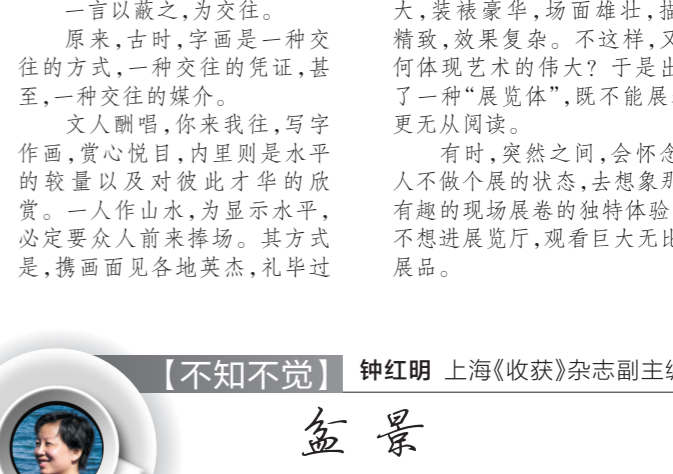 一言以蔽之,为交往。
原来,古时,字画是一种交
往的方式,一种交往的凭证,甚
至,一种交往的媒介。
文人酬唱,你来我往,写字
作画,赏心悦目,内里则是水平
的较量以及对彼此才华的欣
赏。一人作山水,为显示水平,
必定要众人前来捧场。其方式
是,携画面见各地英杰,礼毕过
大,装裱豪华,场面雄壮,描
精致,效果复杂。不这样,又
何体现艺术的伟大?于是出
了一种“展览体”,既不能展
更无从阅读。
有时,突然之间,会怀念
人不做个展的状态,去想象那
有趣的现场展卷的独特体验
不想进展览厅,观看巨大无比
展品。
【不知不觉】 钟红明 上海《收获》杂志副主编
盆景